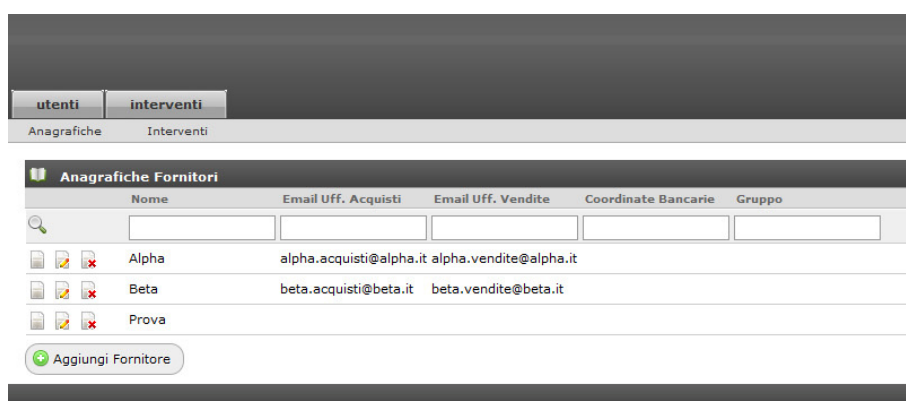 utenti interventi
Anagrafiche Interventi
Anagrafiche Fornitori
Nome Email Uff. Acquisti Email Uff. Vendite Coordinate Bancarie Gruppo
Alpha alpha.acquisti@alpha.it alpha.vendite@alpha.it
Beta beta.acquisti@beta.it beta.vendite@beta.it
Prova
Aggiungi Fornitore